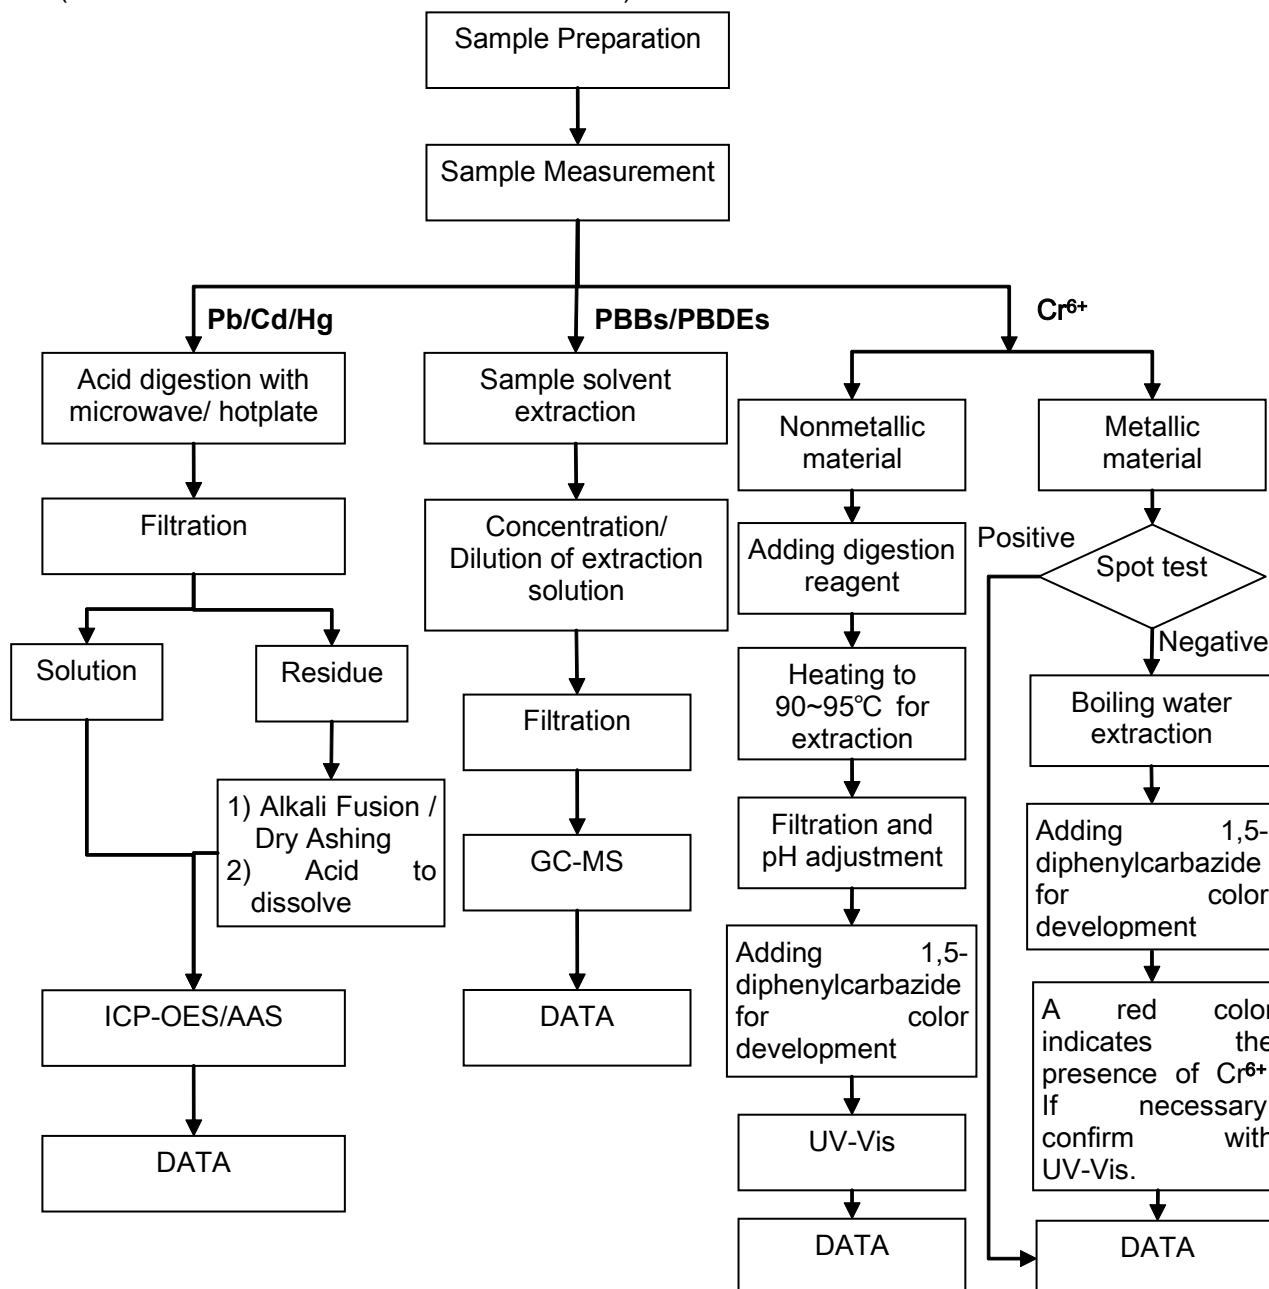 Sample Preparation
Sample Measurement
Pb/Cd/Hg
PBBs/PBDEs
Cr⁶⁺
Acid digestion with
microwave/ hotplate
Filtration
Solution
Residue
1) Alkali Fusion /
Dry Ashing
2) Acid to
dissolve
ICP-OES/AAS
DATA
Sample solvent
extraction
Concentration/
Dilution of extraction
solution
Filtration
GC-MS
DATA
Nonmetallic
material
Adding digestion
reagent
Heating to
90~95℃ for
extraction
Filtration and
pH adjustment
Adding 1,5-
diphenylcarbazide
for color
development
UV-Vis
DATA
Metallic
material
Positive
Spot test
Negative
Boiling water
extraction
Adding 1,5-
diphenylcarbazide
for color
development
A red color
indicates the
presence of Cr⁶⁺
If necessary
confirm with
UV-Vis.
DATA